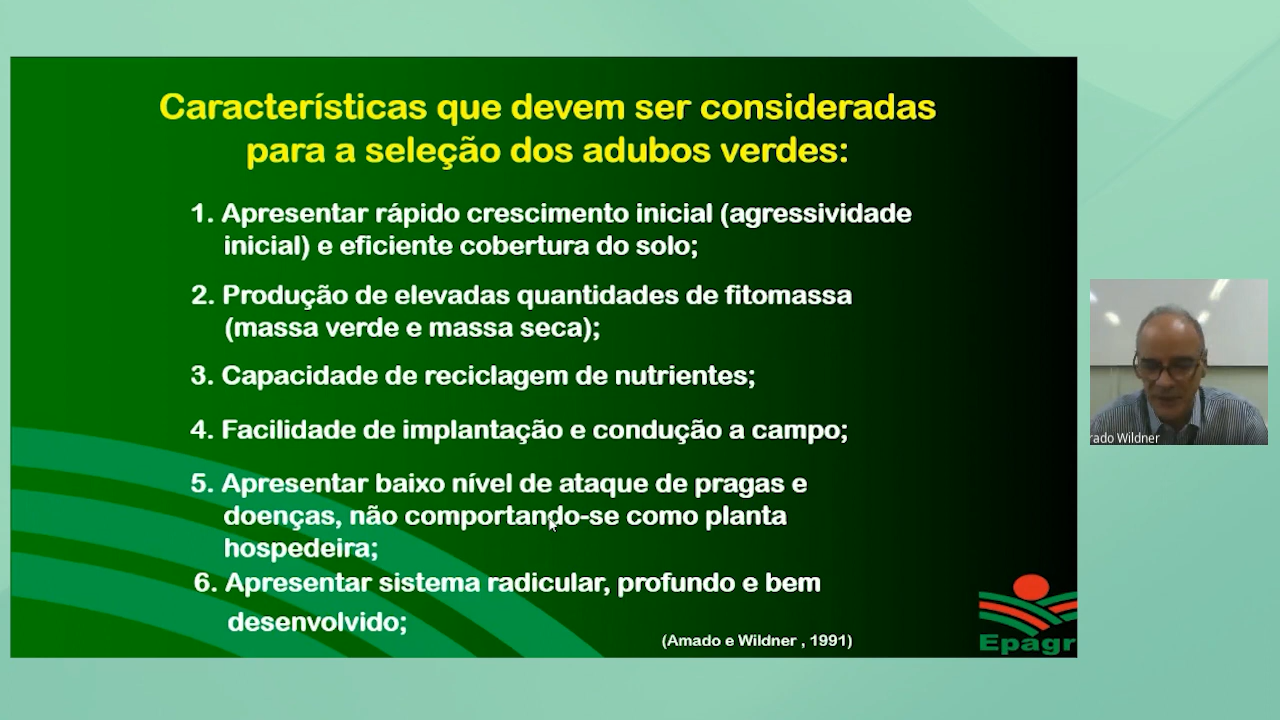 Características que devem ser consideradas
para a seleção dos adubos verdes:
1. Apresentar rápido crescimento inicial (agressividade
inicial) e eficiente cobertura do solo;
2. Produção de elevadas quantidades de fitomassa
(massa verde e massa seca);
3. Capacidade de reciclagem de nutrientes;
4. Facilidade de implantação e condução a campo;
5. Apresentar baixo nível de ataque de pragas e
doenças, não comportando-se como planta
hospedeira;
6. Apresentar sistema radicular, profundo e bem
desenvolvido;
(Amado e Wildner , 1991)
Epagr
rado Wildner